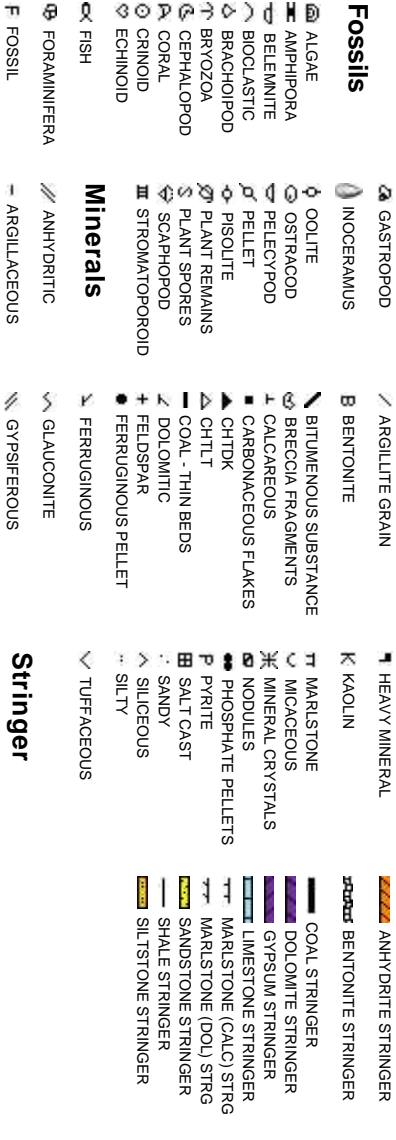 Fossils
ALGAE
AMPHIPORA
BELEMNITE
BIOCLASTIC
BRACHOIPOD
BRYOZOA
CEPHALOPOD
CORAL
CRINOID
ECHINOID
FISH
FORAMINIFERA
F FOSSIL
GASTROPOD
INOCERAMUS
OOLITE
OSTRACOD
PELECYPOD
PELLET
PISOLITE
PLANT REMAINS
PLANT SPORES
SCAPHOPOD
STROMATOPOROID
Minerals
ANHYDRITIC
ARGILLACEOUS
ARGILLITE GRAIN
B BENTONITE
BITUMENOUS SUBSTANCE
BRECCIA FRAGMENTS
CALCAREOUS
CARBONACEOUS FLAKES
CHTDK
CHTLT
COAL - THIN BEDS
DOLOMITIC
FELDSPAR
FERRUGINOUS PELLET
FERRUGINOUS
GLAUCONITE
GYPSIFEROUS
HEAVY MINERAL
K KAOLIN
MARLSTONE
MICACEOUS
MINERAL CRYSTALS
NODULES
PHOSPHATE PELLETS
P PYRITE
SALT CAST
SANDY
SILICEOUS
SILTY
TUFFACEOUS
Stringer
ANHYDRITE STRINGER
BENTONITE STRINGER
COAL STRINGER
DOLOMITE STRINGER
GYPSUM STRINGER
LIMESTONE STRINGER
MARLSTONE (CALC) STRG
MARLSTONE (DOL) STRG
SANDSTONE STRINGER
SHALE STRINGER
SILTSTONE STRINGER